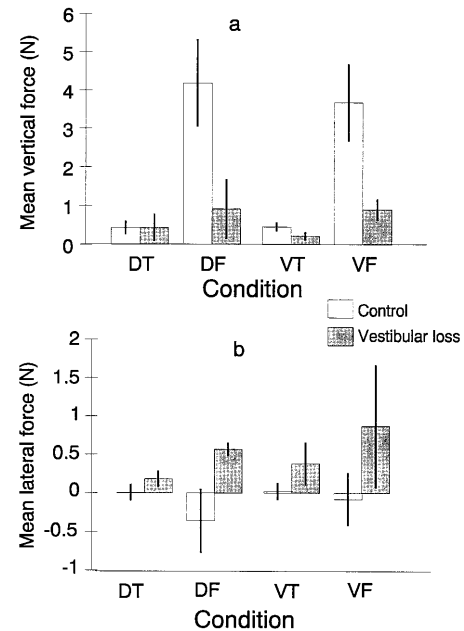 a
Mean vertical force (N)
6
5
4
3
2
1
0
DT DF VT VF
Condition
Control
Vestibular loss
b
Mean lateral force (N)
2
1.5
1
0.5
0
-0.5
-1
DT DF VT VF
Condition